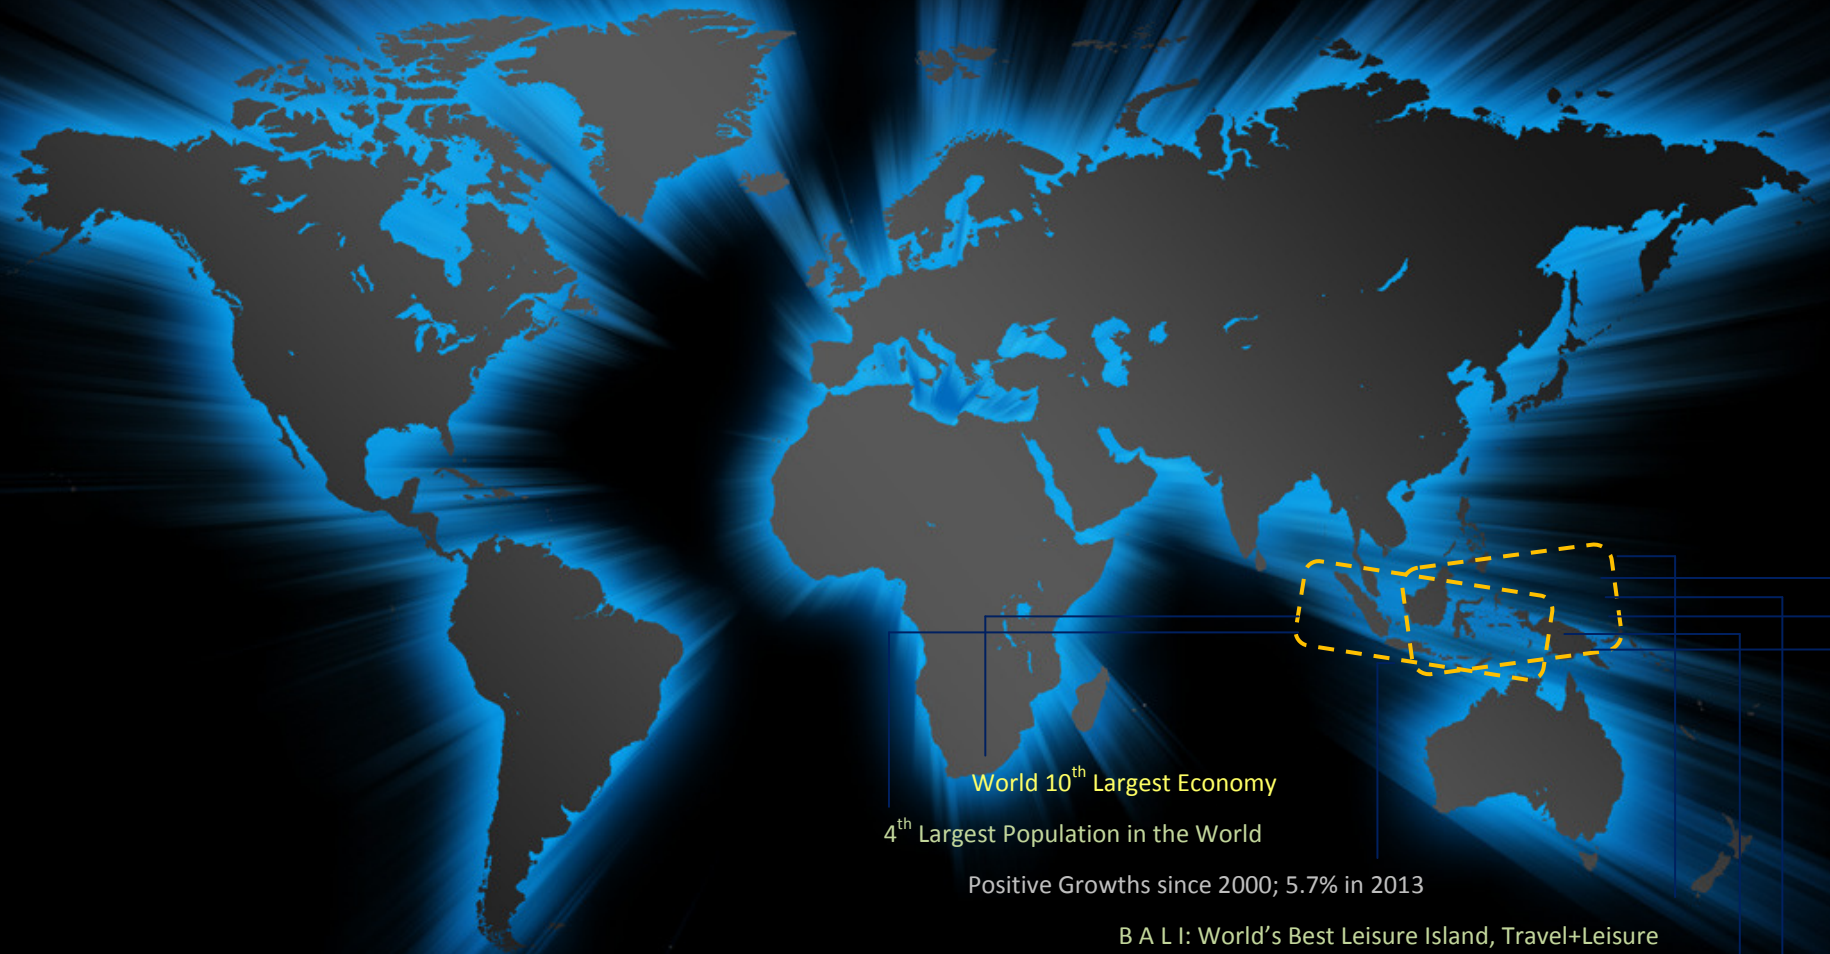 World 10th Largest Economy
4th Largest Population in the World
Positive Growths since 2000; 5.7% in 2013
B A L I: World’s Best Leisure Island, Travel+Leisure